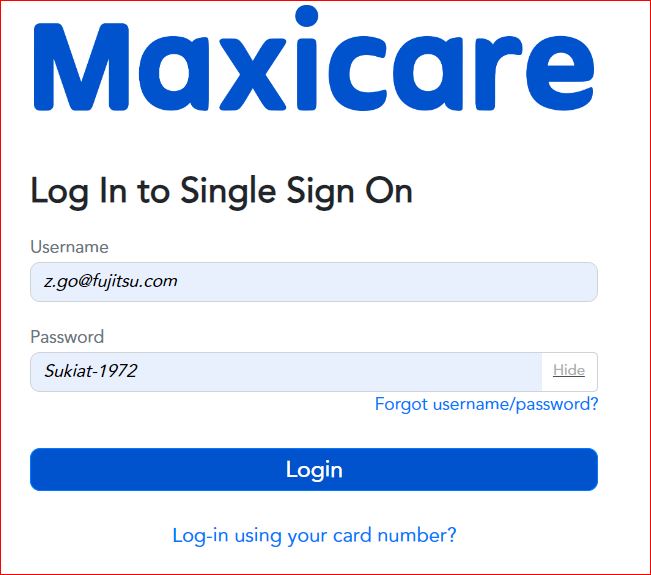 Maxicare
Log In to Single Sign On
Username
z.go@fujitsu.com
Password
Sukiat-1972
Hide
Forgot username/password?
Login
Log-in using your card number?